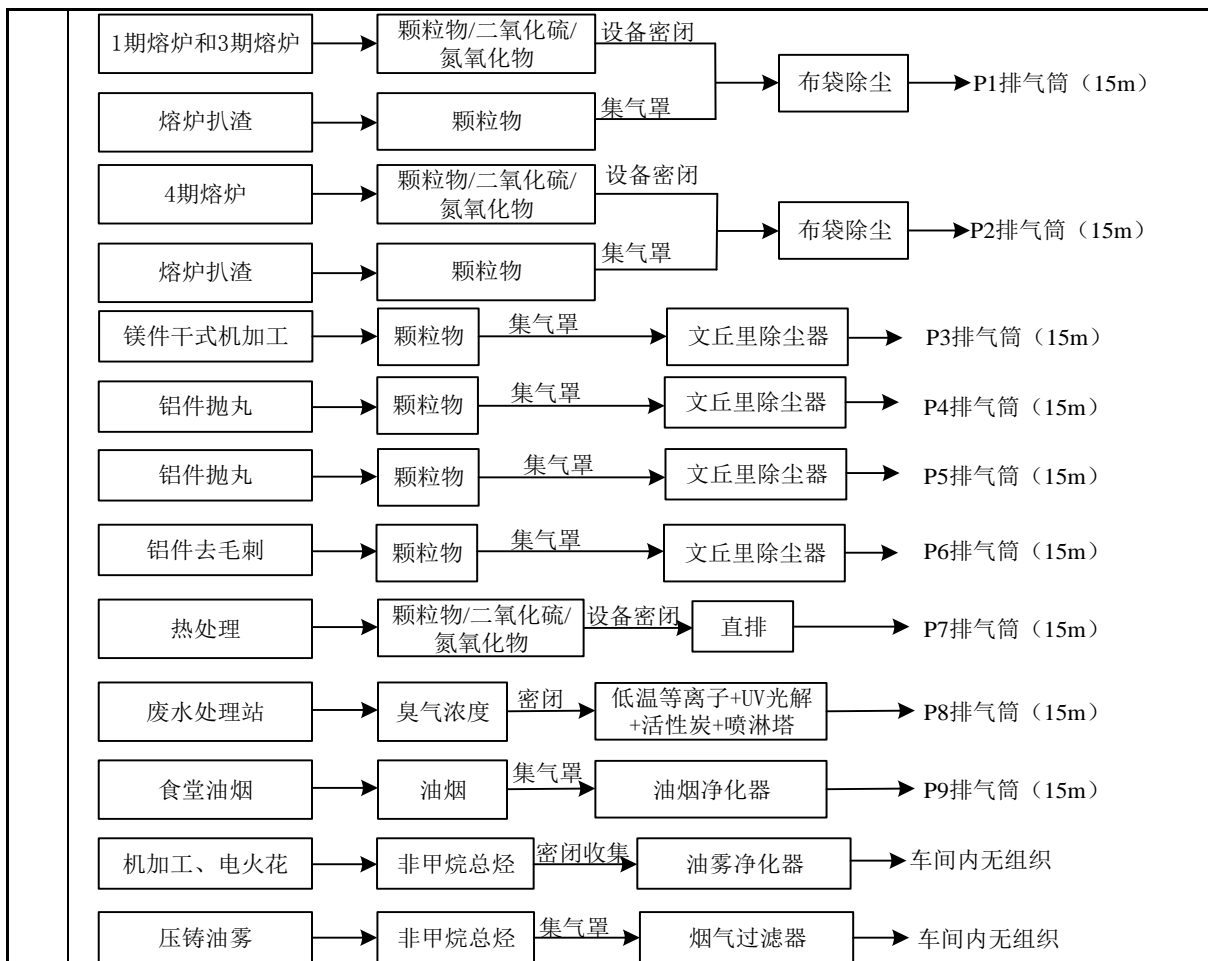 1期熔炉和3期熔炉
颗粒物/二氧化硫/
氮氧化物
设备密闭
布袋除尘
P1排气筒（15m）
熔炉扒渣
颗粒物
集气罩
4期熔炉
颗粒物/二氧化硫/
氮氧化物
设备密闭
布袋除尘
P2排气筒（15m）
熔炉扒渣
颗粒物
集气罩
镁件干式机加工
颗粒物
集气罩
文丘里除尘器
P3排气筒（15m）
铝件抛丸
颗粒物
集气罩
文丘里除尘器
P4排气筒（15m）
铝件抛丸
颗粒物
集气罩
文丘里除尘器
P5排气筒（15m）
铝件去毛刺
颗粒物
集气罩
文丘里除尘器
P6排气筒（15m）
热处理
颗粒物/二氧化硫/
氮氧化物
设备密闭
直排
P7排气筒（15m）
废水处理站
臭气浓度
密闭
低温等离子+UV光解
+活性炭+喷淋塔
P8排气筒（15m）
食堂油烟
油烟
集气罩
油烟净化器
P9排气筒（15m）
机加工、电火花
非甲烷总烃
密闭收集
油雾净化器
车间内无组织
压铸油雾
非甲烷总烃
集气罩
烟气过滤器
车间内无组织